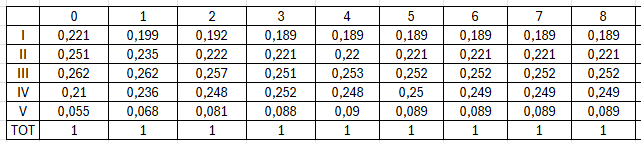 0 1 2 3 4 5 6 7 8
I 0,221 0,199 0,192 0,189 0,189 0,189 0,189 0,189 0,189
II 0,251 0,235 0,222 0,221 0,22 0,221 0,221 0,221 0,221
III 0,262 0,262 0,257 0,251 0,253 0,252 0,252 0,252 0,252
IV 0,21 0,236 0,248 0,252 0,248 0,25 0,249 0,249 0,249
V 0,055 0,068 0,081 0,088 0,09 0,089 0,089 0,089 0,089
TOT 1 1 1 1 1 1 1 1 1